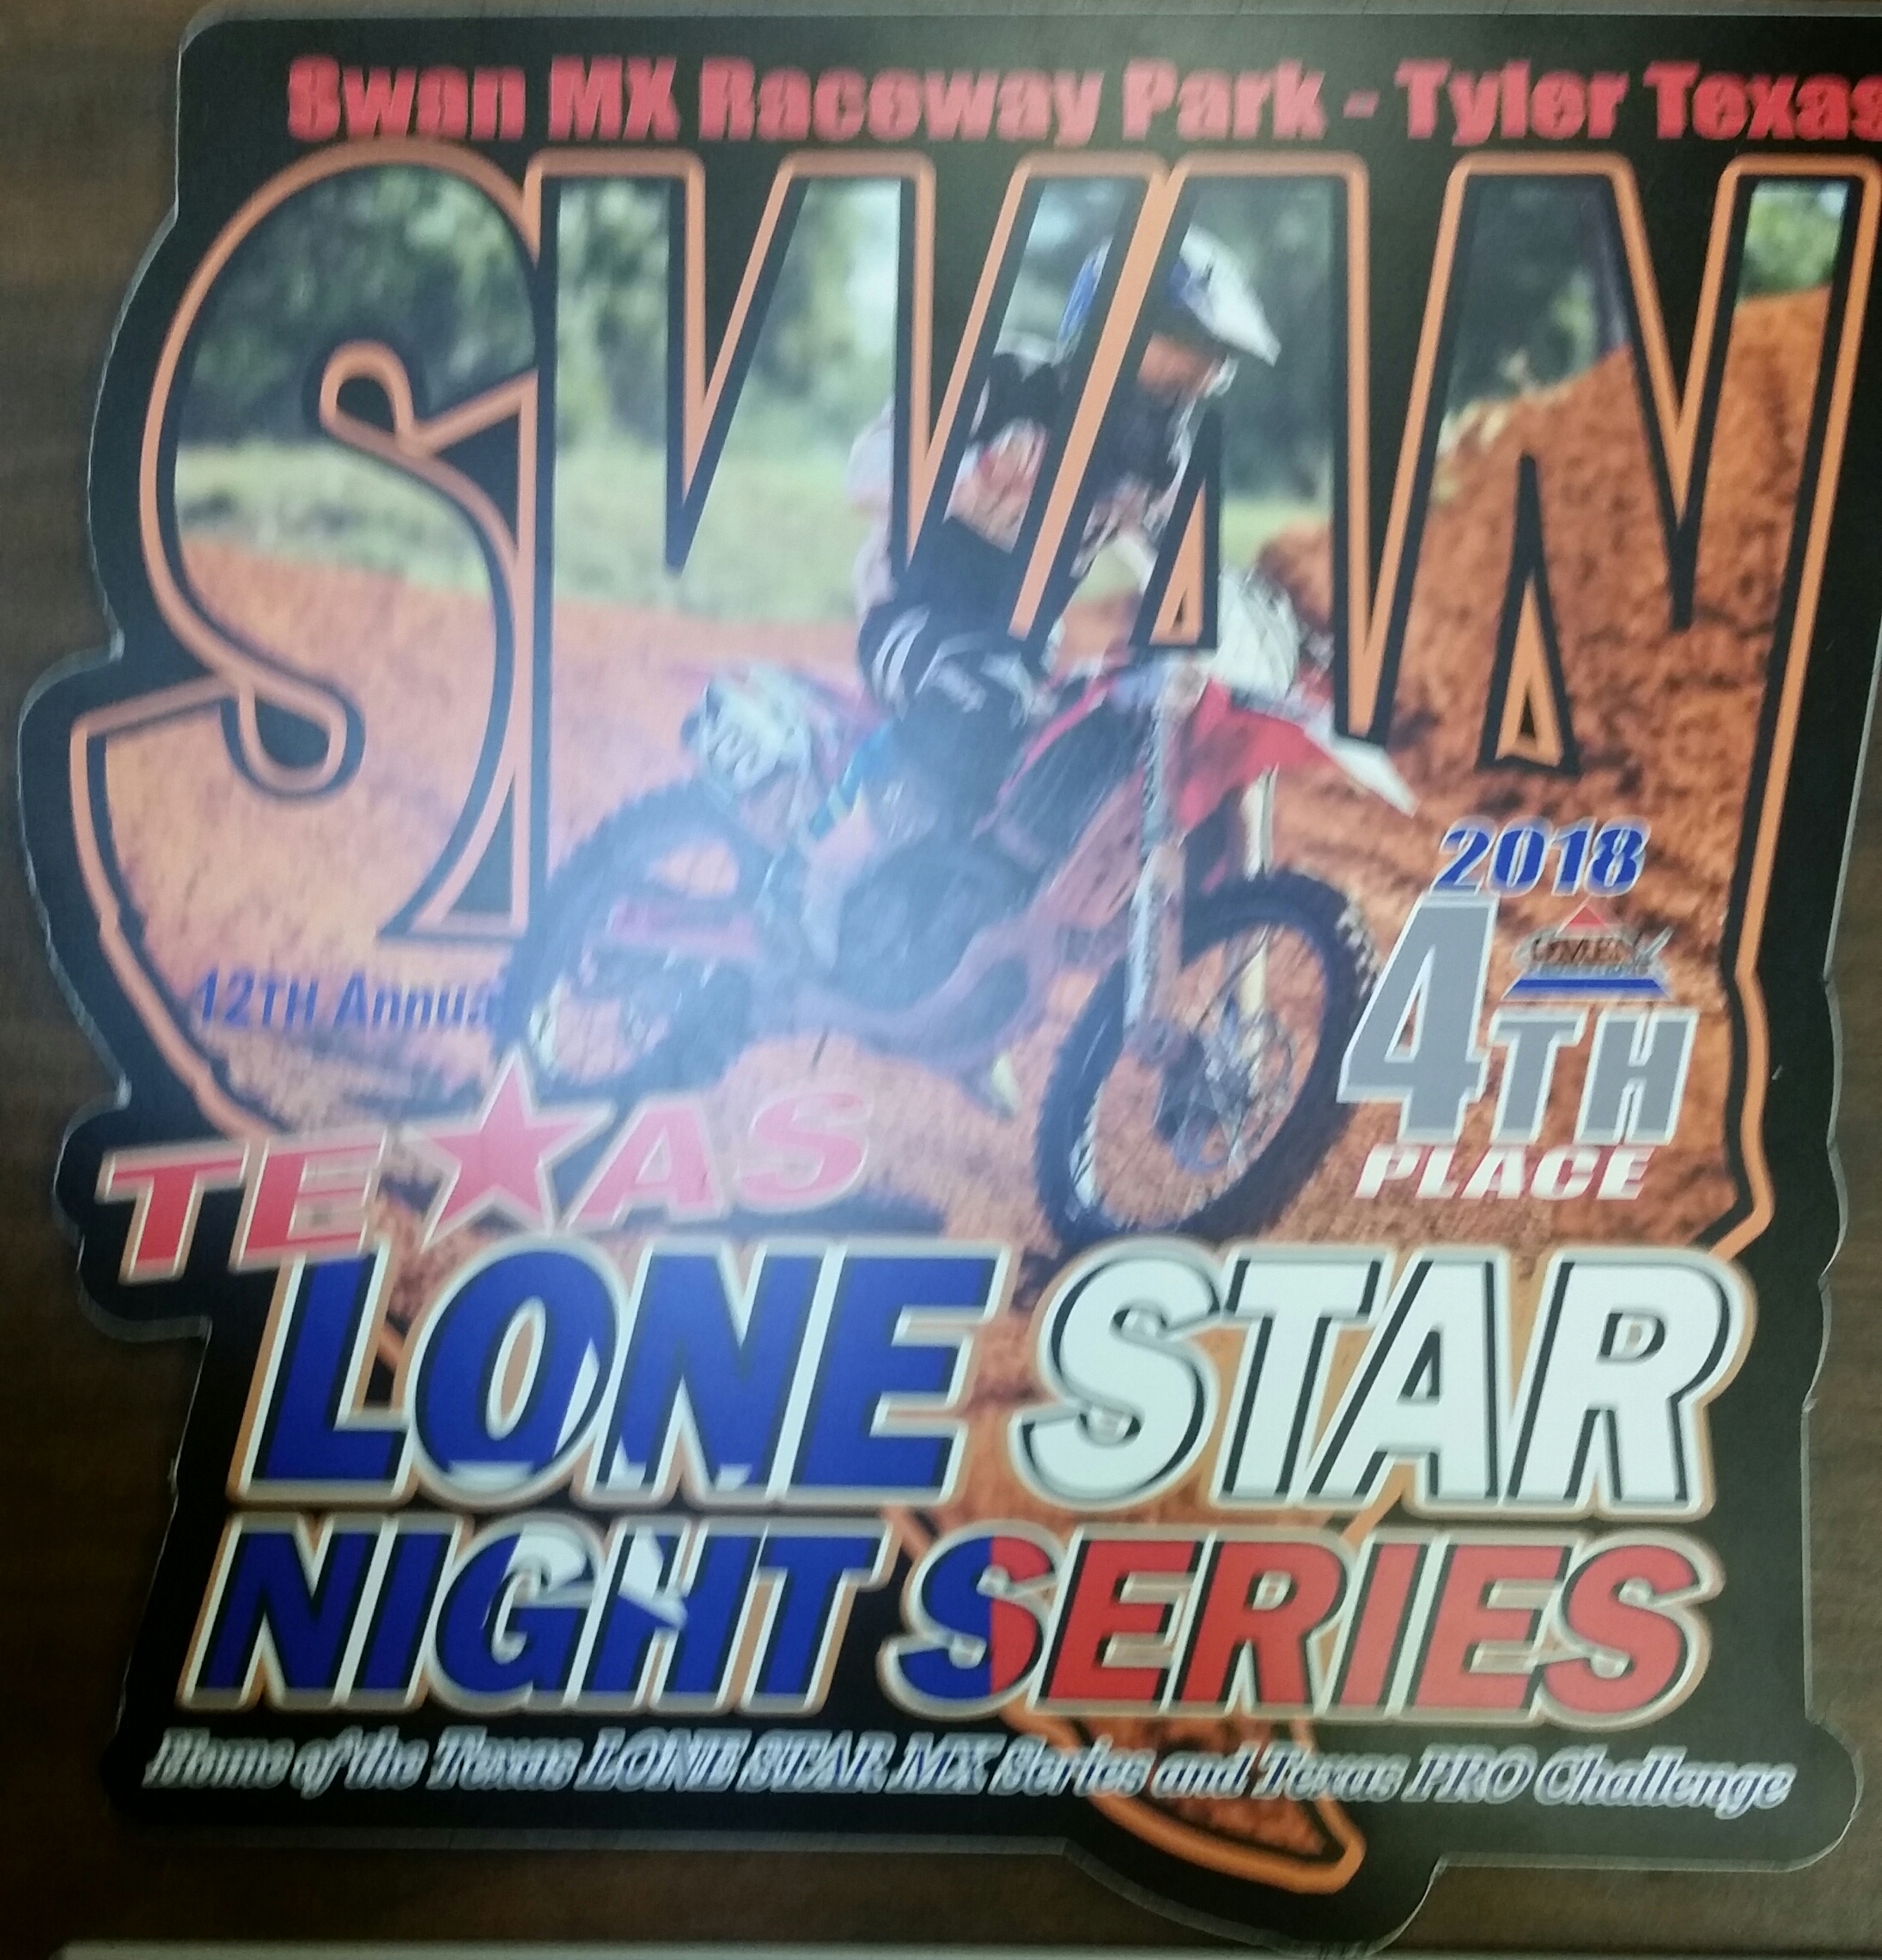 Swan MX Raceway Park - Tyler Texas
SWAN
2018
4TH
PLACE
12TH Annual
TEXAS
LONE STAR
NIGHT SERIES
Home of the Texas LONE STAR MX Series and Texas PRO Challenge